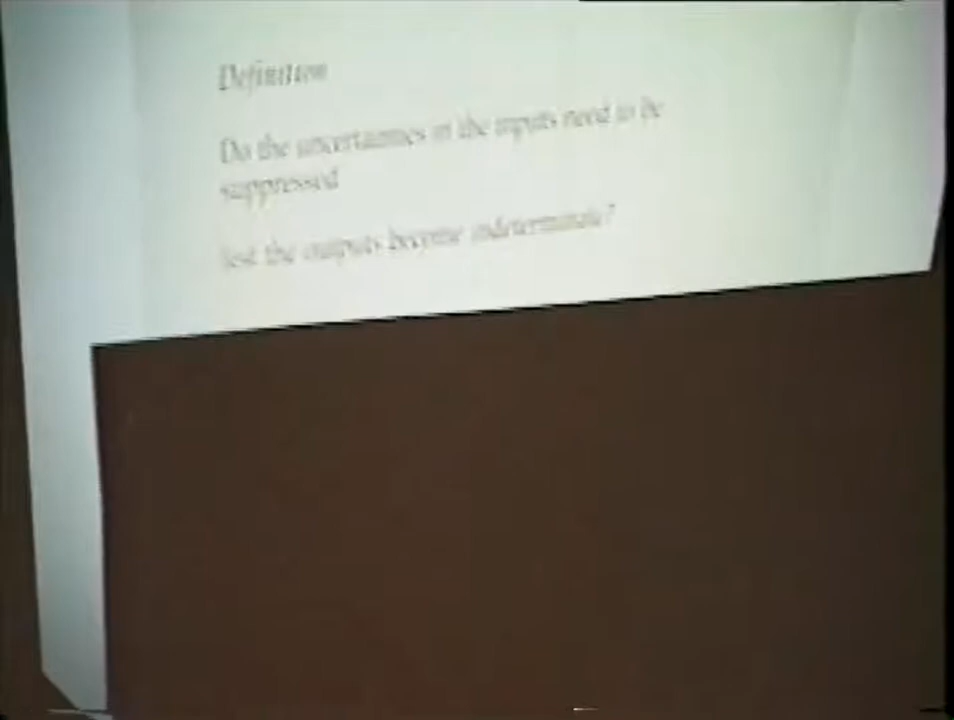 Definition
Do the uncertainties in the inputs need to be
suppressed
lest the outputs become indeterminate?